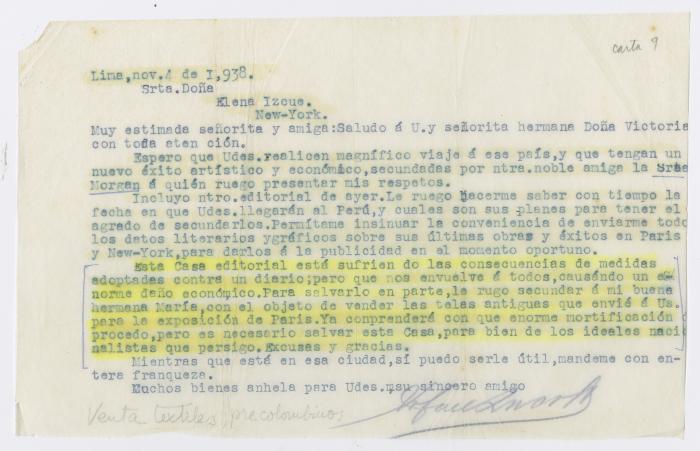 carta 9
Lima,nov.4 de I,938.
Srta.Doña
Elena Izcue.
New-York.
Muy estimada señorita y amiga:Saludo á U.y señorita hermana Doña Victoria
con toda aten ción.
Espero que Udes.realicen magnífico viaje á ese país,y que tengan un
nuevo éxito artístico y económico,secundadas por ntra.noble amiga la
Morgan á quién ruego presentar mis respetos.
Incluyo ntro.editorial de ayer.Le ruego hacerme saber con tiempo la
fecha en que Udes.llegarán al Perú,y cuales son sus planes para tener el
agrado de secundarlos.Permítame insinuar la conveniencia de enviarme todo
los datos literarios ygráficos sobre sus últimas obras y éxitos en Paris
y New-York,para darlos á la publicidad en el momento oportuno.
Esta Casa editorial está sufrien do las consecuencias de medidas
adoptadas contra un diario;pero que nos envuelve á todos,causándo un e-
norme daño económico.Para salvarlo en parte,le rugo secundar á mi buena
hermana María,con el objeto de vender las telas antiguas que envié á Us.
para la exposición de Paris.Ya comprenderá con que enorme mortificación
procedo,pero es necesario salvar esta Casa,para bien de los ideales naci
nalistas que persigo.Excusas y gracias.
Mientras que está en esa ciudad,si puedo serle útil,mandeme con en-
tera franqueza.
Muchos bienes anhela para Udes.,su sincero amigo
Venta textiles precolombinos